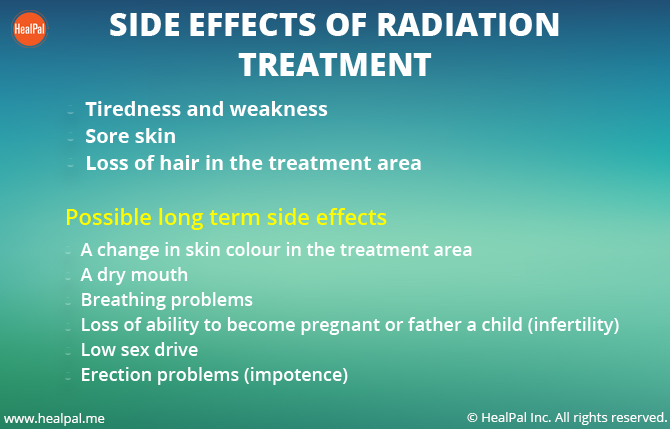 HealPal
SIDE EFFECTS OF RADIATION
TREATMENT
- Tiredness and weakness
- Sore skin
- Loss of hair in the treatment area
Possible long term side effects
- A change in skin colour in the treatment area
- A dry mouth
- Breathing problems
- Loss of ability to become pregnant or father a child (infertility)
- Low sex drive
- Erection problems (impotence)
www.healpal.me
© HealPal Inc. All rights reserved.